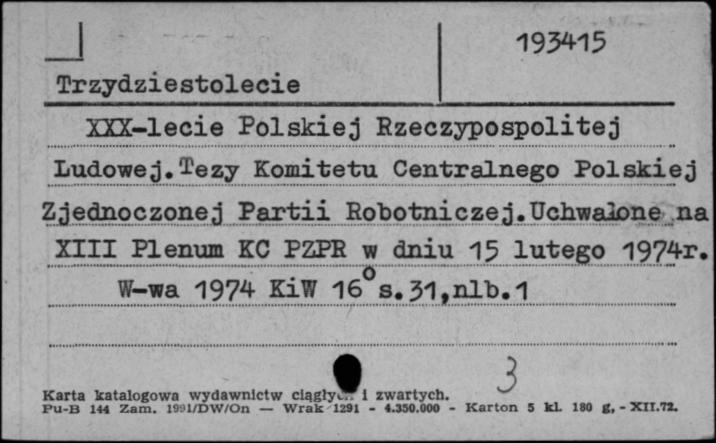 193415
Trzydziestolecie
XXX-lecie Polskiej Rzeczypospolitej
Ludowej.Tezy Komitetu Centralnego Polskiej
Zjednoczonej Partii Robotniczej.Uchwalone na
XIII Plenum KC PZPR w dniu 15 lutego 1974r.
W-wa 1974 KiW 16° s.31,nlb.1
3
Karta katalogowa wydawnictw i zwartych.
Pu-B 144 Zam. 1991/DW/On — Wrak 1291 - 4.350.000 - Karton 5 kl. 180 g, - XII.72.